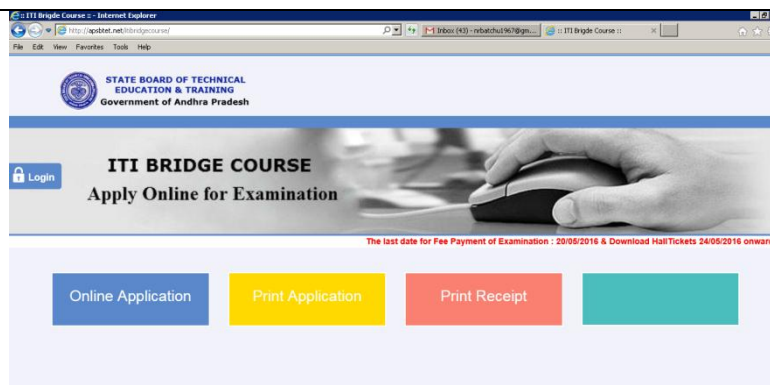 :: ITI Brigde Course :: - Internet Explorer
http://apsbtet.net/itibridgecourse/
Inbox (43) - nrbatchu1967@gm...
:: ITI Brigde Course ::
File Edit View Favorites Tools Help
STATE BOARD OF TECHNICAL
EDUCATION & TRAINING
Government of Andhra Pradesh
Login
ITI BRIDGE COURSE
Apply Online for Examination
The last date for Fee Payment of Examination : 20/05/2016 & Download HallTickets 24/05/2016 onwar
Online Application
Print Application
Print Receipt